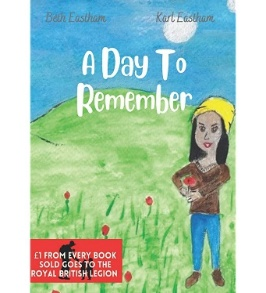 Beth Eastham Karl Eastham
A Day To
Remember
£1 FROM EVERY BOOK
SOLD GOES TO THE
ROYAL BRITISH LEGION